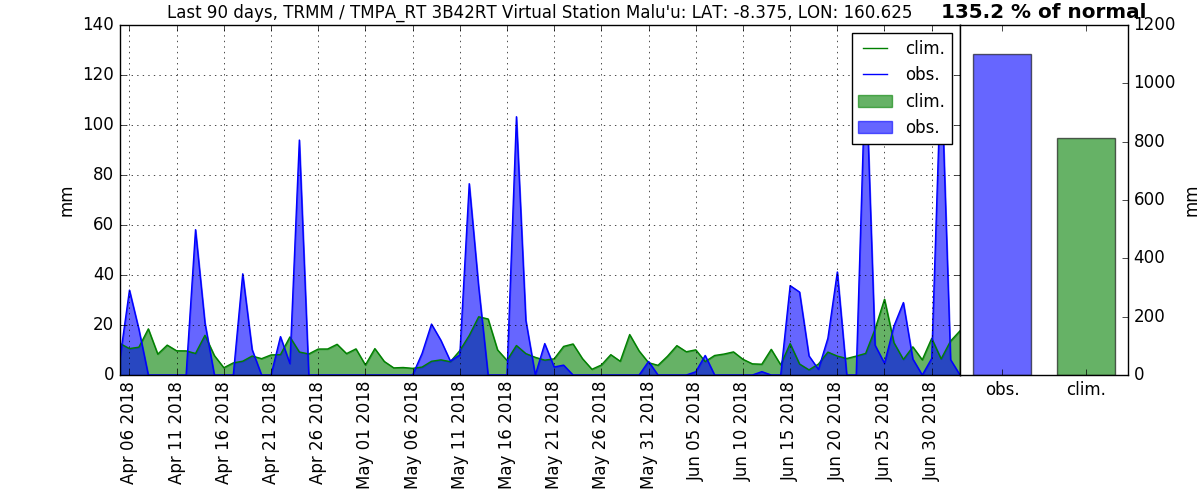 Last 90 days, TRMM / TMPA_RT 3B42RT Virtual Station Malu'u: LAT: -8.375, LON: 160.625
135.2 % of normal
140
120
100
80
60
40
20
0
mm
clim.
obs.
clim.
obs.
1200
1000
800
600
400
200
0
mm
obs.
clim.
Apr 06 2018
Apr 11 2018
Apr 16 2018
Apr 21 2018
Apr 26 2018
May 01 2018
May 06 2018
May 11 2018
May 16 2018
May 21 2018
May 26 2018
May 31 2018
Jun 05 2018
Jun 10 2018
Jun 15 2018
Jun 20 2018
Jun 25 2018
Jun 30 2018